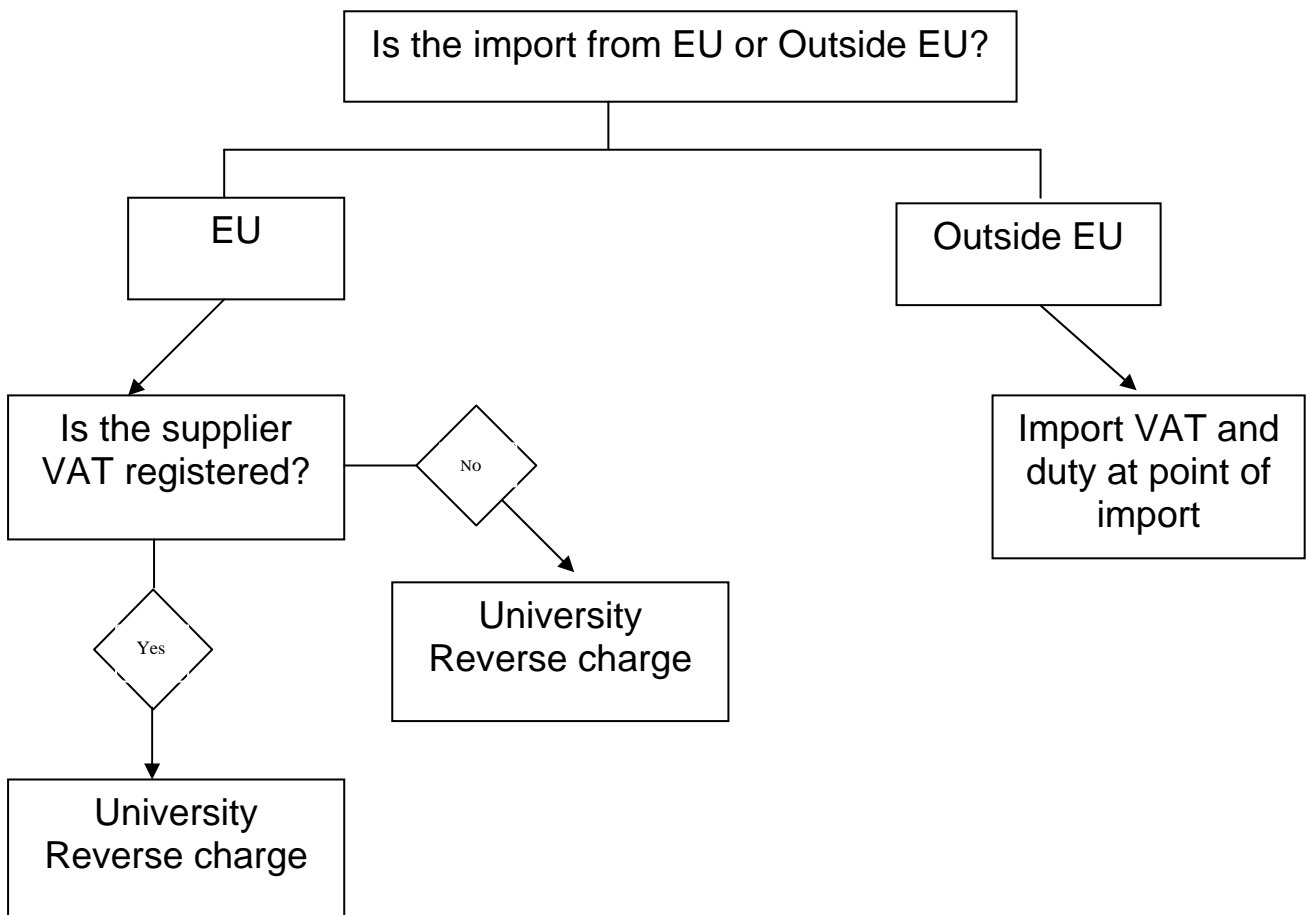 Is the import from EU or Outside EU?
EU
Outside EU
Is the supplier
VAT registered?
No
Import VAT and
duty at point of
import
University
Reverse charge
Yes
University
Reverse charge